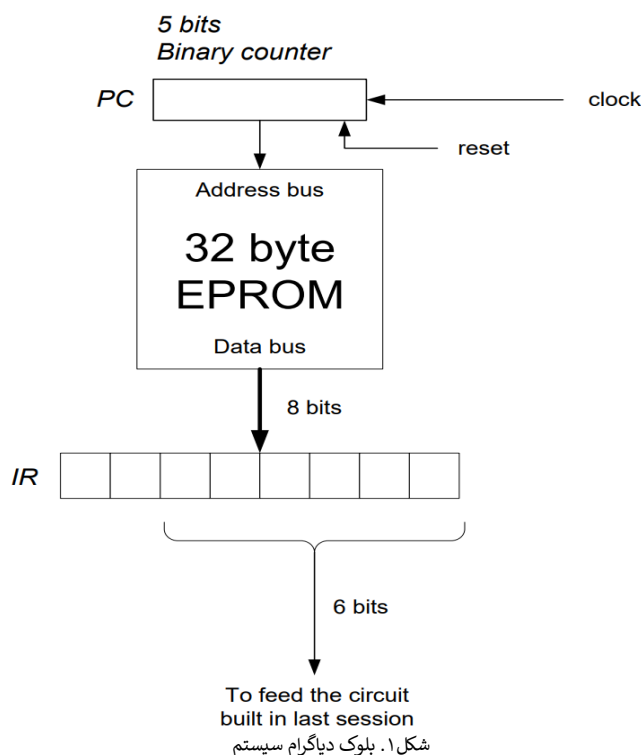 5 bits
Binary counter
PC
clock
reset
Address bus
32 byte
EPROM
Data bus
8 bits
IR
6 bits
To feed the circuit
built in last session
شکل۱. بلوک دیاگرام سیستم